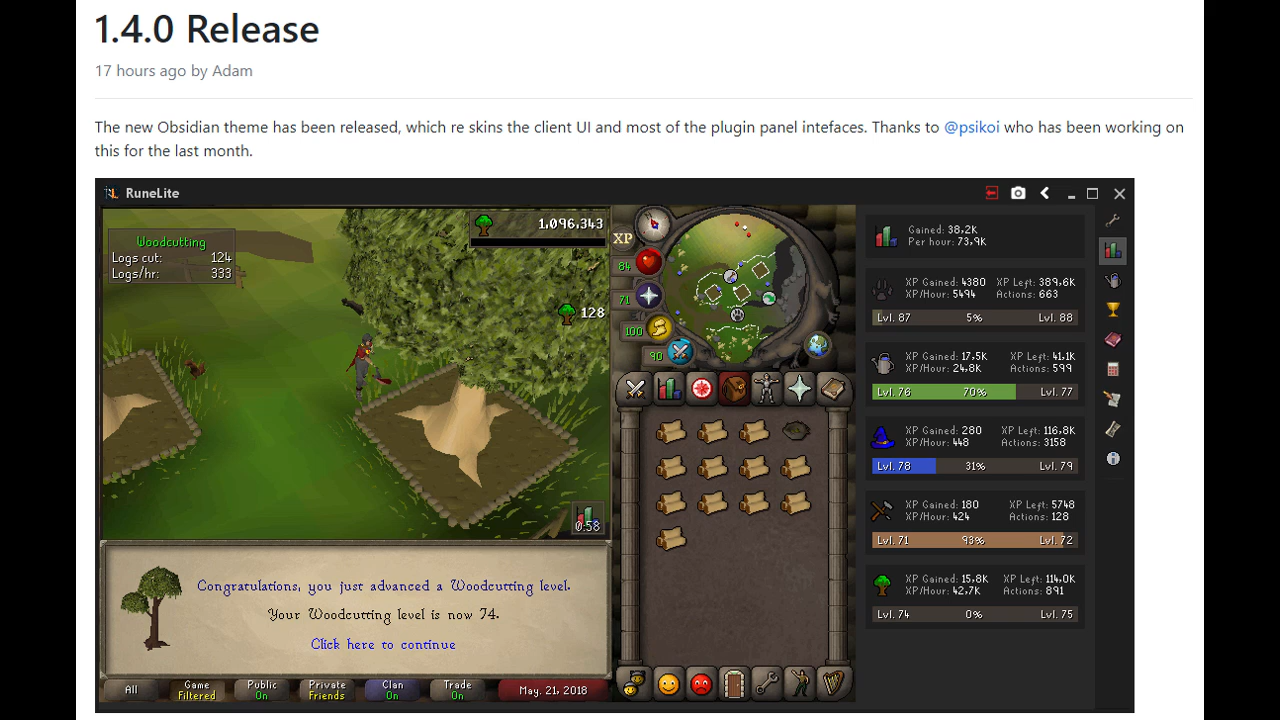 1.4.0 Release
17 hours ago by Adam
The new Obsidian theme has been released, which re skins the client UI and most of the plugin panel intefaces. Thanks to @psikoi who has been working on
this for the last month.
RuneLite
Woodcutting
Logs cut: 124
Logs/hr: 333
1,096,343
128
0:58
XP
84
71
100
90
Gained: 38,2K
Per hour: 73,9K
XP Gained: 4380 XP Left: 389,6K
XP/Hour: 5494 Actions: 663
Lvl. 87 5% Lvl. 88
XP Gained: 17,5K XP Left: 41,1K
XP/Hour: 24,8K Actions: 599
Lvl. 76 70% Lvl. 77
XP Gained: 280 XP Left: 116,8K
XP/Hour: 448 Actions: 3158
Lvl. 78 31% Lvl. 79
XP Gained: 180 XP Left: 5748
XP/Hour: 424 Actions: 128
Lvl. 71 93% Lvl. 72
XP Gained: 15,8K XP Left: 114,0K
XP/Hour: 42,7K Actions: 891
Lvl. 74 0% Lvl. 75
Congratulations, you just advanced a Woodcutting level.
Your Woodcutting level is now 74.
Click here to continue
All
Game
Filtered
Public
On
Private
Friends
Clan
On
Trade
On
May. 21, 2018